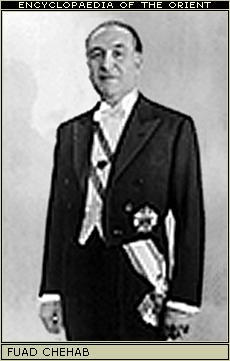 ENCYCLOPAEDIA OF THE ORIENT
FUAD CHEHAB